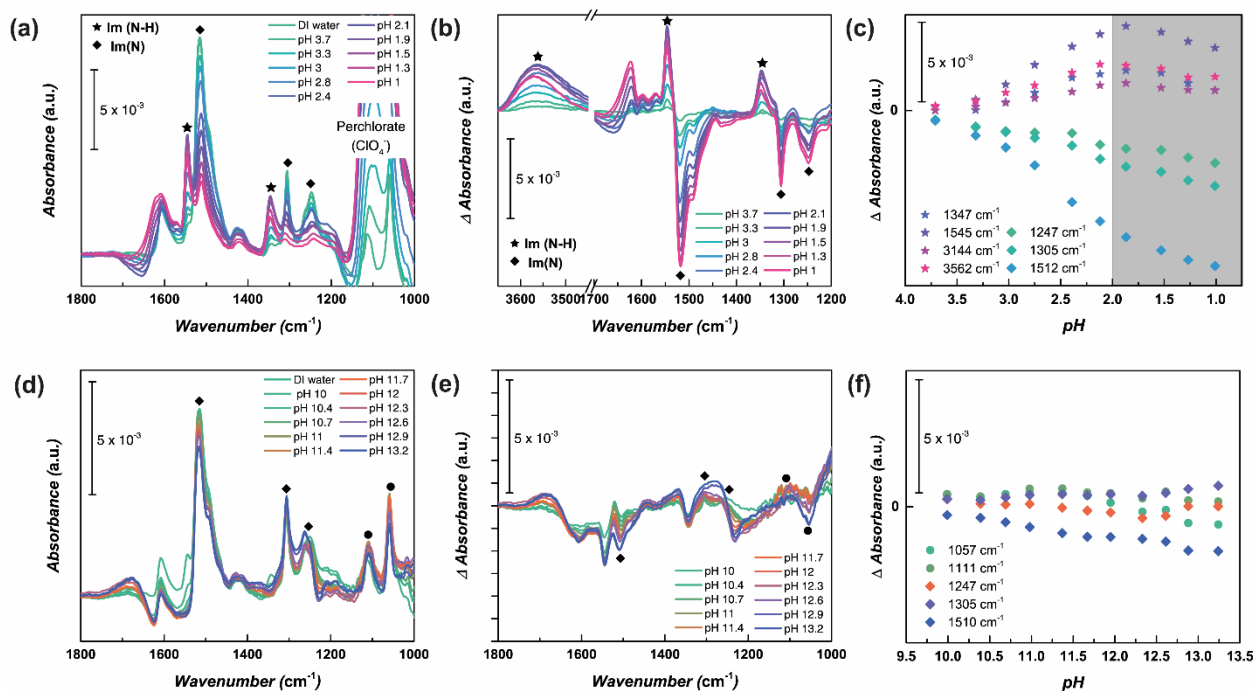 (a)
★ Im (N-H)
◆ Im(N)
DI water
pH 3.7
pH 3.3
pH 3
pH 2.8
pH 2.4
pH 2.1
pH 1.9
pH 1.5
pH 1.3
pH 1
5 x 10⁻³
Perchlorate
(ClO₄⁻)
Absorbance (a.u.)
1800 1600 1400 1200 1000
Wavenumber (cm⁻¹)
(b)
5 x 10⁻³
★ Im (N-H)
◆ Im(N)
pH 3.7
pH 3.3
pH 3
pH 2.8
pH 2.4
pH 2.1
pH 1.9
pH 1.5
pH 1.3
pH 1
Δ Absorbance (a.u.)
3600 3500 1700 1600 1400 1300 1200
Wavenumber (cm⁻¹)
(c)
5 x 10⁻³
0
1347 cm⁻¹
1545 cm⁻¹
3144 cm⁻¹
3562 cm⁻¹
1247 cm⁻¹
1305 cm⁻¹
1512 cm⁻¹
Δ Absorbance (a.u.)
4.0 3.5 3.0 2.5 2.0 1.5 1.0
pH
(d)
5 x 10⁻³
DI water
pH 10
pH 10.4
pH 10.7
pH 11
pH 11.4
pH 11.7
pH 12
pH 12.3
pH 12.6
pH 12.9
pH 13.2
Absorbance (a.u.)
1800 1600 1400 1200 1000
Wavenumber (cm⁻¹)
(e)
5 x 10⁻³
pH 10
pH 10.4
pH 10.7
pH 11
pH 11.4
pH 11.7
pH 12
pH 12.3
pH 12.6
pH 12.9
pH 13.2
Δ Absorbance (a.u.)
1800 1600 1400 1200 1000
Wavenumber (cm⁻¹)
(f)
5 x 10⁻³
0
1057 cm⁻¹
1111 cm⁻¹
1247 cm⁻¹
1305 cm⁻¹
1510 cm⁻¹
Δ Absorbance (a.u.)
9.5 10.0 10.5 11.0 11.5 12.0 12.5 13.0 13.5
pH